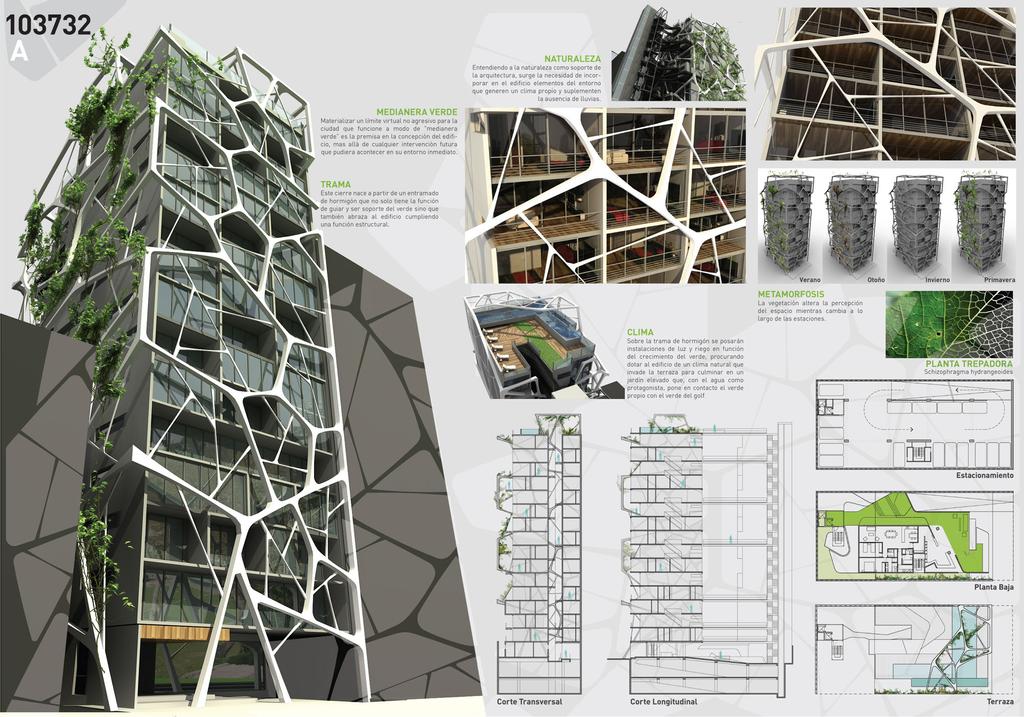 103732
A
MEDIANERA VERDE
Materializar un límite virtual no agresivo para la
ciudad que funcione a modo de "medianera
verde" es la premisa en la concepción del edifi-
cio, mas allá de cualquier intervención futura
que pudiera acontecer en su entorno inmediato.
TRAMA
Este cierre nace a partir de un entramado
de hormigón que no solo tiene la función
de guiar y ser soporte del verde sino que
también abraza al edificio cumpliendo
una función estructural.
NATURALEZA
Entendiendo a la naturaleza como soporte de
la arquitectura, surge la necesidad de incor-
porar en el edificio elementos del entorno
que generen un clima propio y suplementen
la ausencia de lluvias.
Verano
Otoño
Invierno
Primavera
METAMORFOSIS
La vegetación altera la percepción
del espacio mientras cambia a lo
largo de las estaciones.
PLANTA TREPADORA
Schizophragma hydrangeoides
CLIMA
Sobre la trama de hormigón se posarán
instalaciones de luz y riego en función
del crecimiento del verde, procurando
dotar al edificio de un clima natural que
invade la terraza para culminar en un
jardín elevado que, con el agua como
protagonista, pone en contacto el verde
propio con el verde del golf
Estacionamiento
Planta Baja
Terraza
Corte Transversal
Corte Longitudinal